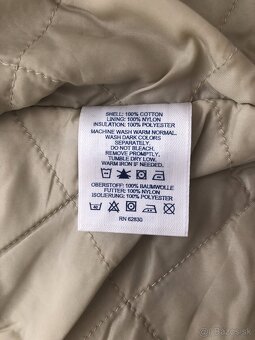 SHELL: 100% COTTON
LINING: 100% NYLON
INSULATION: 100% POLYESTER
MACHINE WASH WARM NORMAL.
WASH DARK COLORS
SEPARATELY.
DO NOT BLEACH.
REMOVE PROMPTLY.
TUMBLE DRY LOW.
WARM IRON IF NEEDED.
OBERSTOFF: 100% BAUMWOLLE
FUTTER: 100% NYLON
ISOLIERUNG: 100% POLYESTER
RN 62830
bazos.sk